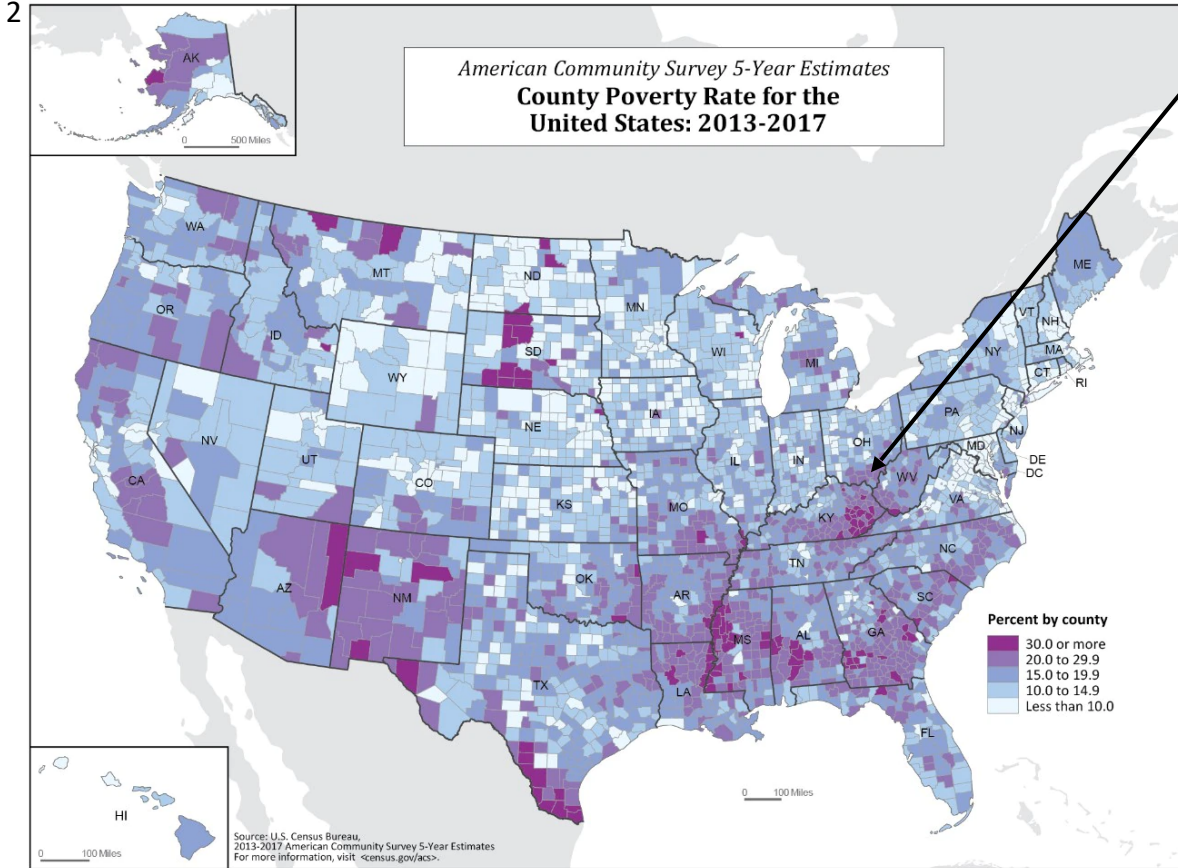 2
AK
0 500 Miles
American Community Survey 5-Year Estimates
County Poverty Rate for the
United States: 2013-2017
WA
MT
ND
MN
ME
OR
ID
SD
WI
MI
VT
NH
NY
MA
CT
RI
WY
IA
NE
PA
NJ
NV
UT
CO
IL
IN
OH
MD
DE
DC
CA
KS
MO
WV
VA
KY
AZ
NM
OK
AR
TN
NC
SC
MS
AL
GA
TX
LA
FL
Percent by county
30.0 or more
20.0 to 29.9
15.0 to 19.9
10.0 to 14.9
Less than 10.0
0 100 Miles
HI
0 100 Miles
Source: U.S. Census Bureau,
2013-2017 American Community Survey 5-Year Estimates
For more information, visit <census.gov/acs>.